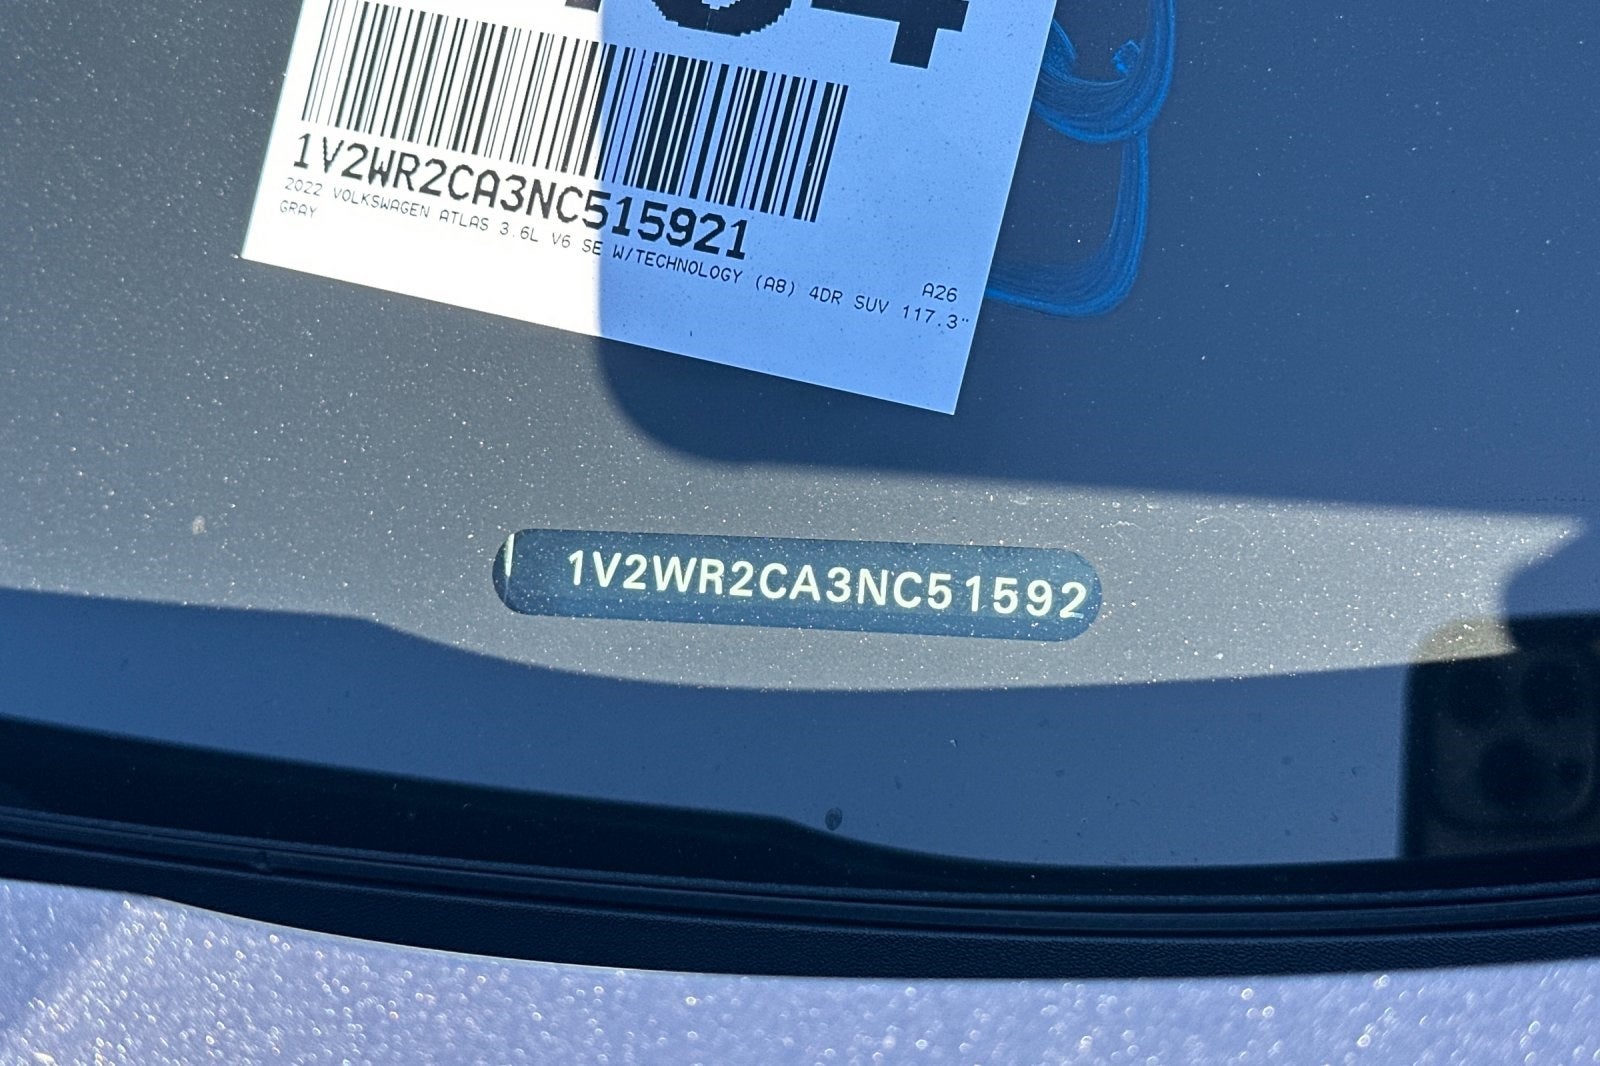 1V2WR2CA3NC515921
2022 VOLKSWAGEN ATLAS 3.6L V6 SE W/TECHNOLOGY (A8) 4DR SUV 117.3"
GRAY
A26
1V2WR2CA3NC51592